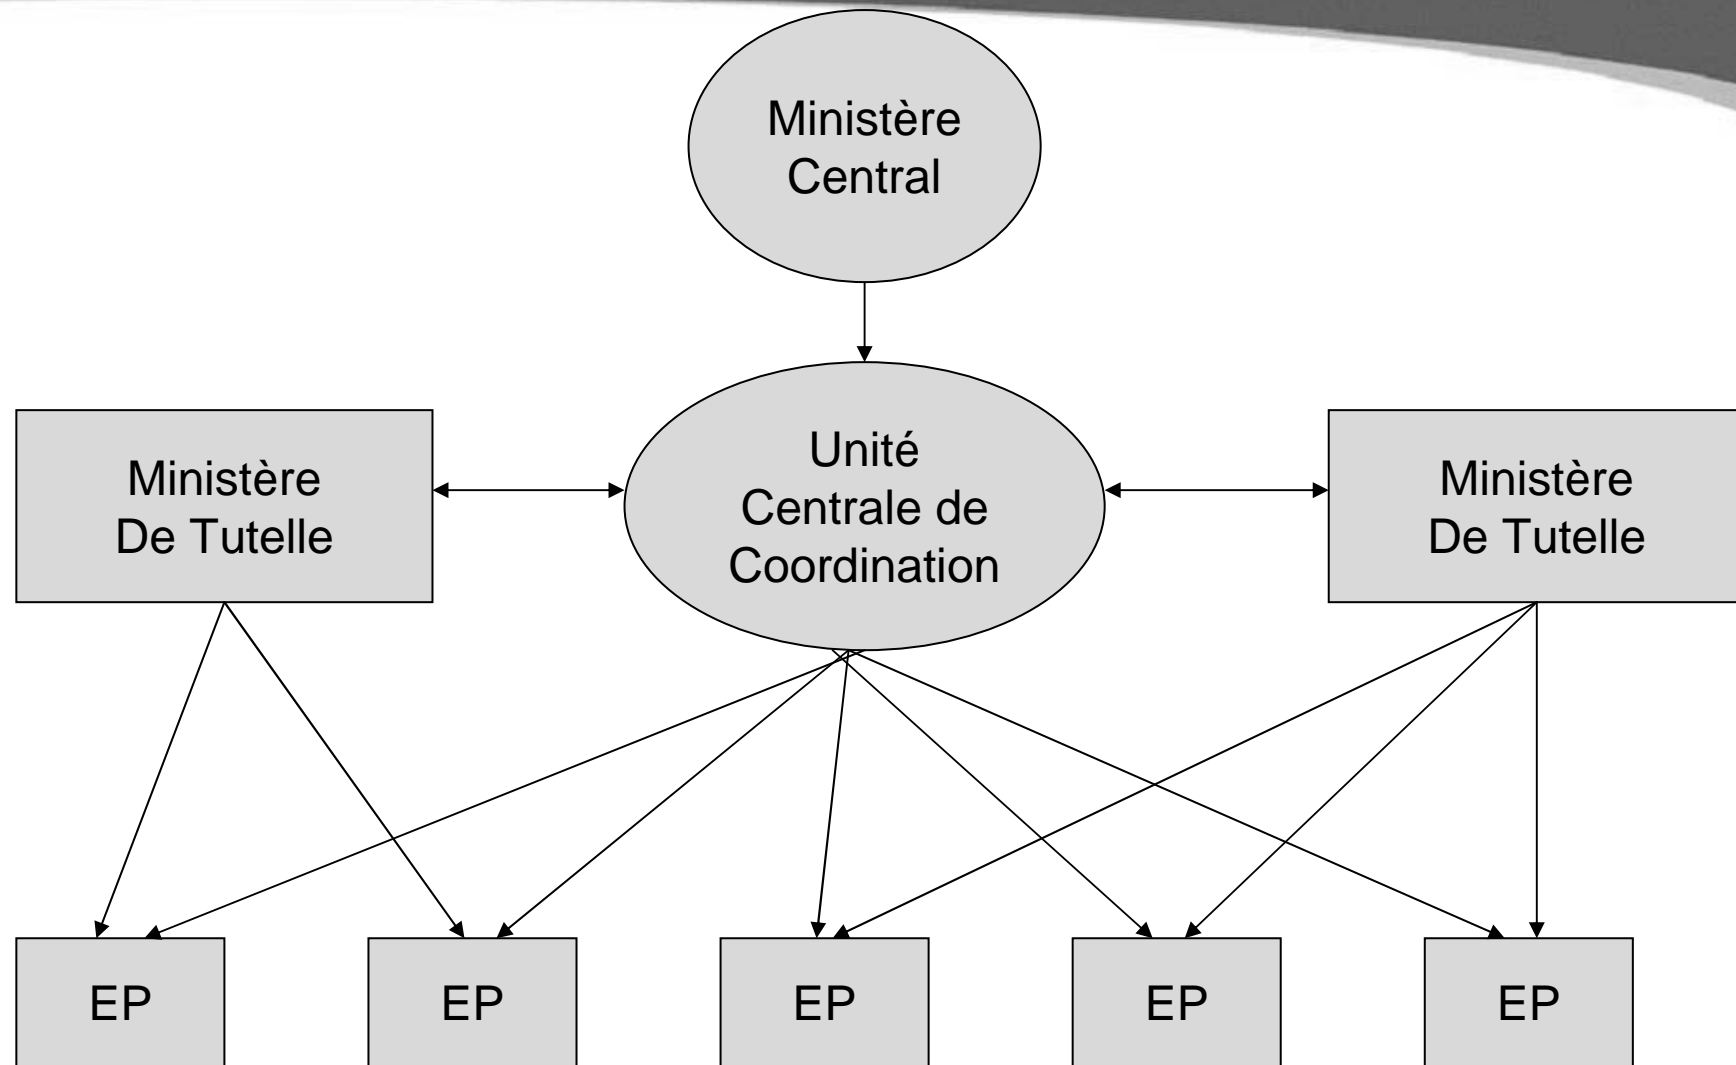 Ministère
Central
Unité
Centrale de
Coordination
Ministère
De Tutelle
Ministère
De Tutelle
EP
EP
EP
EP
EP